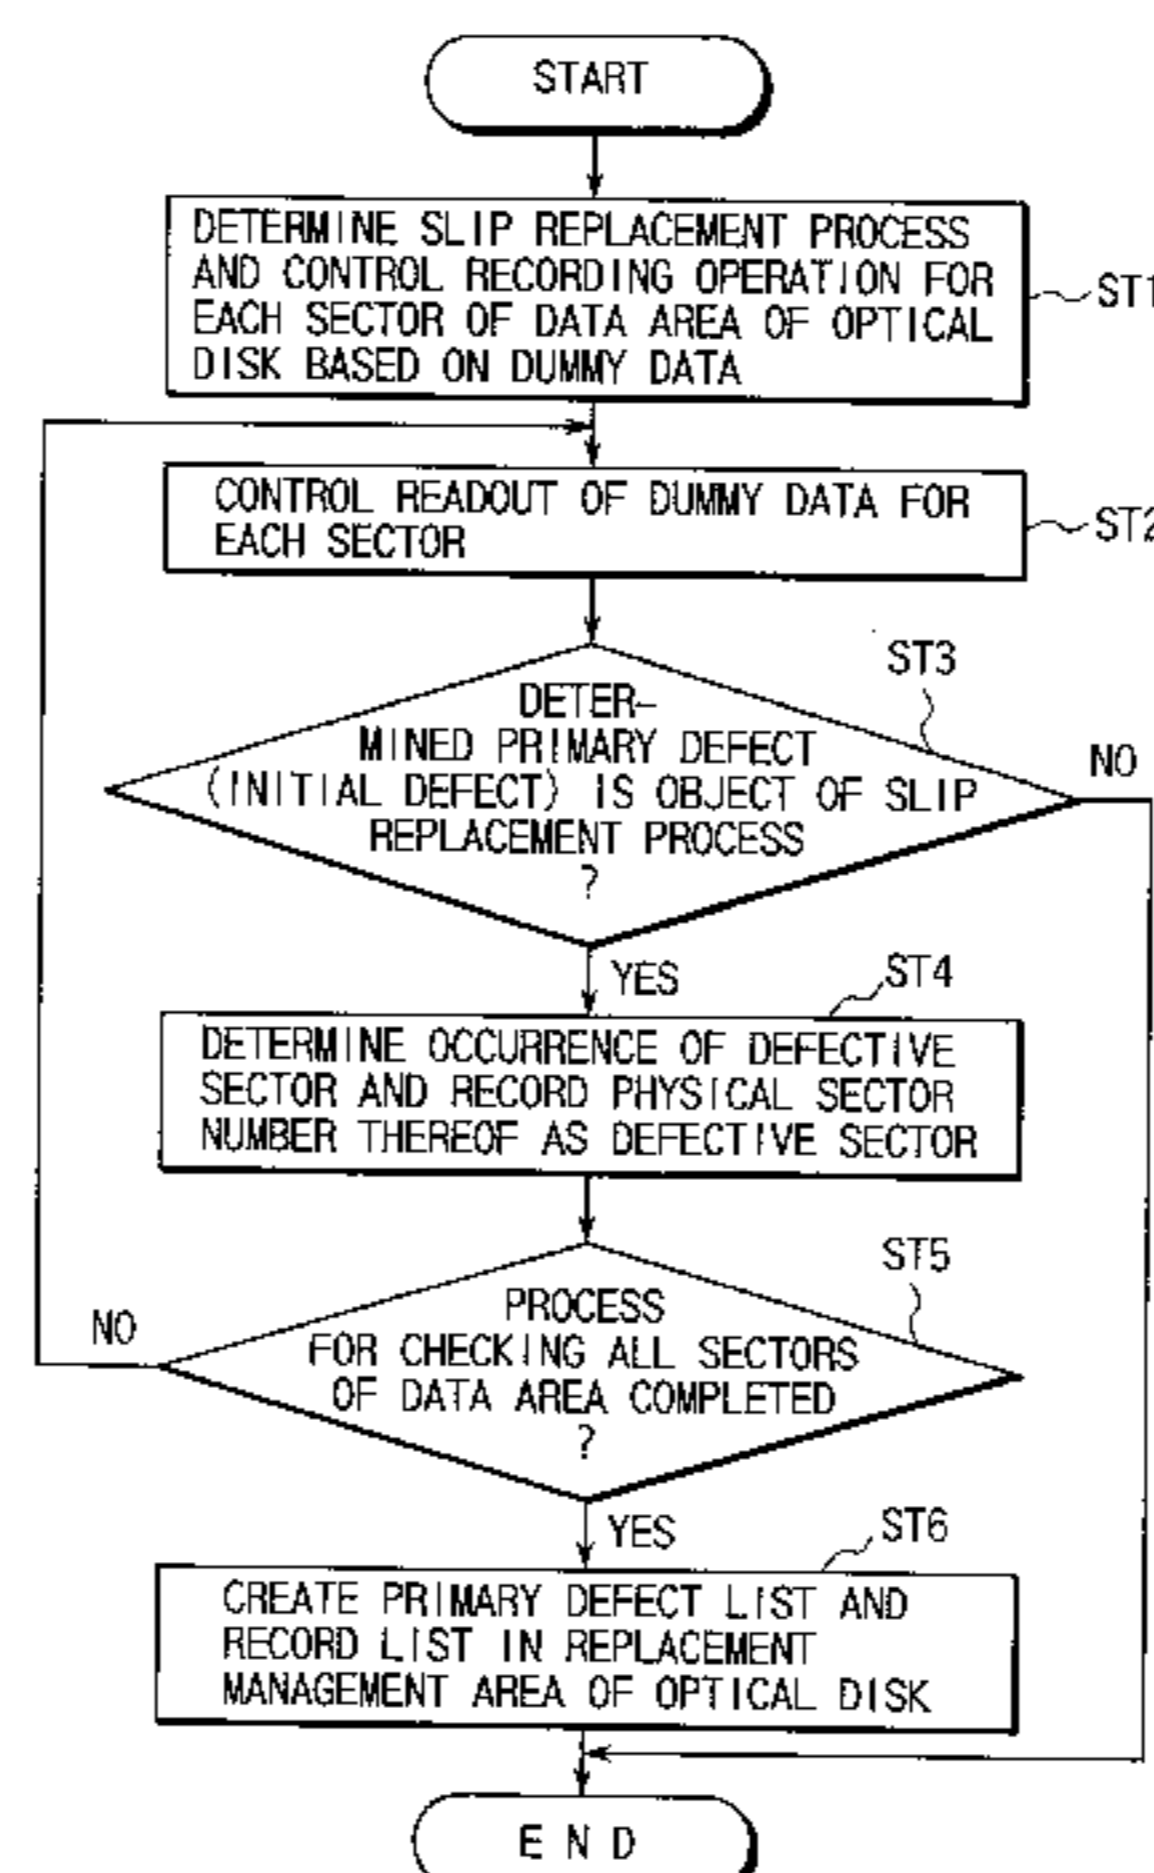 START
DETERMINE SLIP REPLACEMENT PROCESS
AND CONTROL RECORDING OPERATION FOR
EACH SECTOR OF DATA AREA OF OPTICAL
DISK BASED ON DUMMY DATA
ST1
CONTROL READOUT OF DUMMY DATA FOR
EACH SECTOR
ST2
ST3
DETER-
MINED PRIMARY DEFECT
(INITIAL DEFECT) IS OBJECT OF SLIP
REPLACEMENT PROCESS
?
NO
YES
ST4
DETERMINE OCCURRENCE OF DEFECTIVE
SECTOR AND RECORD PHYSICAL SECTOR
NUMBER THEREOF AS DEFECTIVE SECTOR
ST5
NO
PROCESS
FOR CHECKING ALL SECTORS
OF DATA AREA COMPLETED
?
YES
ST6
CREATE PRIMARY DEFECT LIST AND
RECORD LIST IN REPLACEMENT
MANAGEMENT AREA OF OPTICAL DISK
END